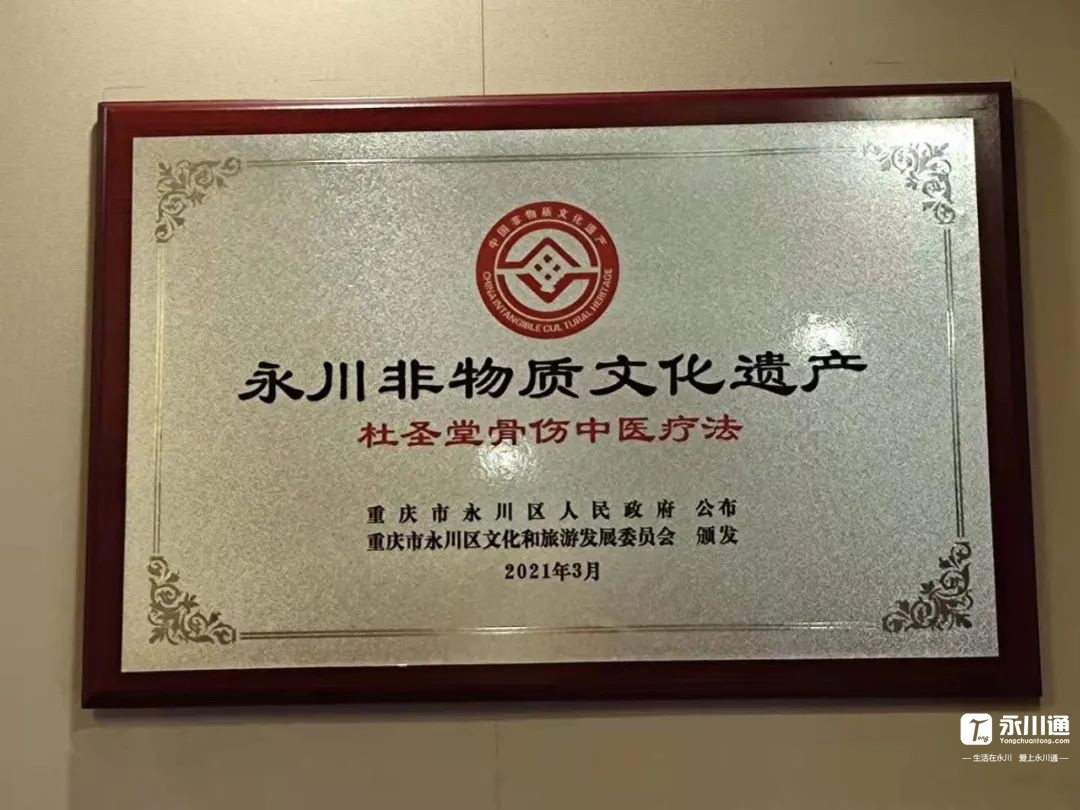 中国非物质文化遗产
CHINA INTANGIBLE CULTURAL HERITAGE
永川非物质文化遗产
杜圣堂骨伤中医疗法
重庆市永川区人民政府 公布
重庆市永川区文化和旅游发展委员会 颁发
2021年3月
Tong
永川通
Yongchuantong.com
生活在永川 爱上永川通